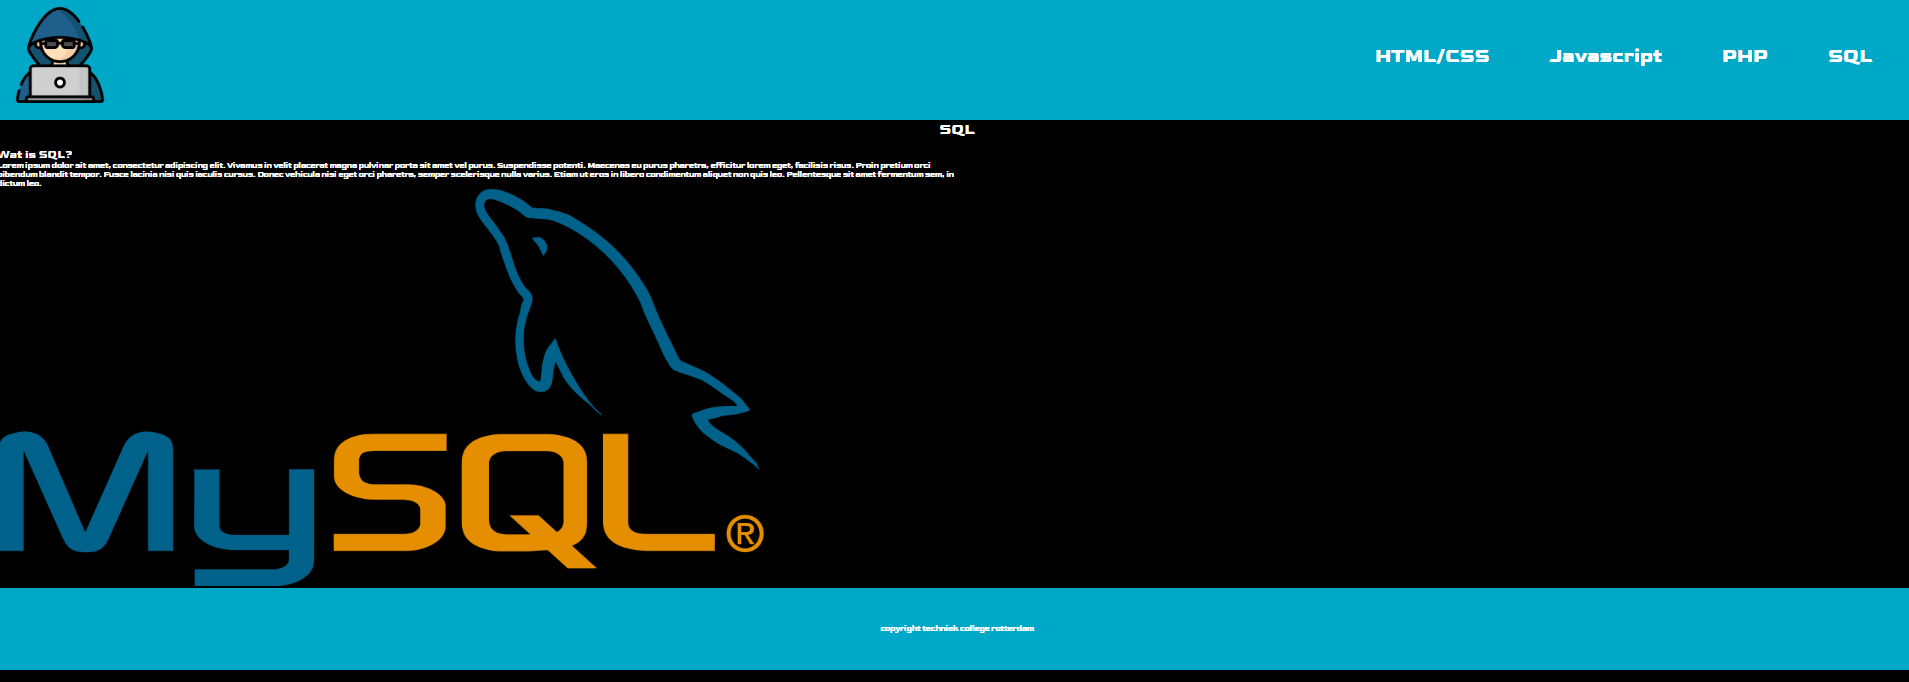 HTML/CSS Javascript PHP SQL
SQL
Wat is SQL?
Lorem ipsum dolor sit amet, consectetur adipiscing elit. Vivamus in velit placerat magna pulvinar porta sit amet vel purus. Suspendisse potenti. Maecenas eu purus pharetra, efficitur lorem eget, facilisis risus. Proin pretium orci
bibendum blandit tempor. Fusce lacinia nisi quis iaculis cursus. Donec vehicula nisi eget orci pharetra, semper scelerisque nulla varius. Etiam ut eros in libero condimentum aliquet non quis leo. Pellentesque sit amet fermentum sem, in
dictum leo.
MySQL®
copyright techniek college rotterdam